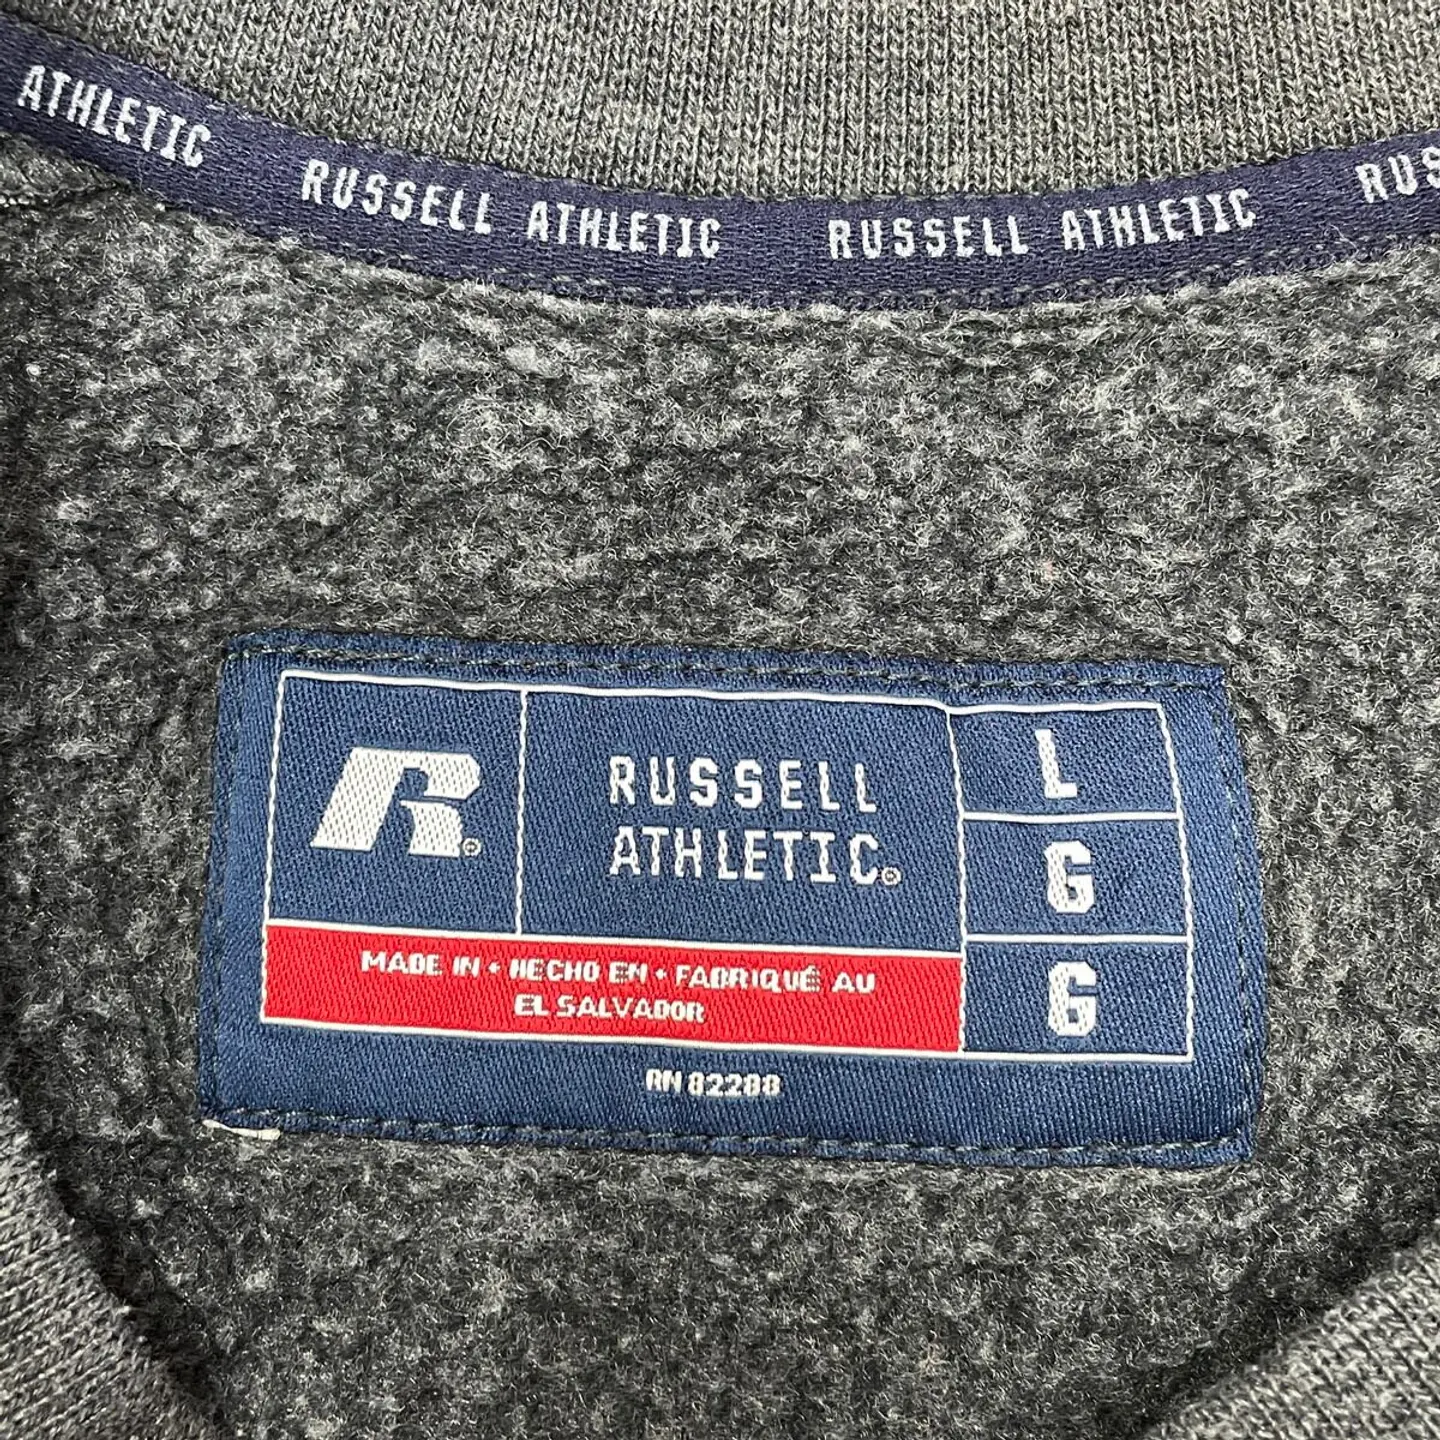 ATHLETIC RUSSELL ATHLETIC RUSSELL ATHLETIC RUS
R®
RUSSELL
ATHLETIC®
L
G
G
MADE IN • HECHO EN • FABRIQUÉ AU
EL SALVADOR
RN 82288